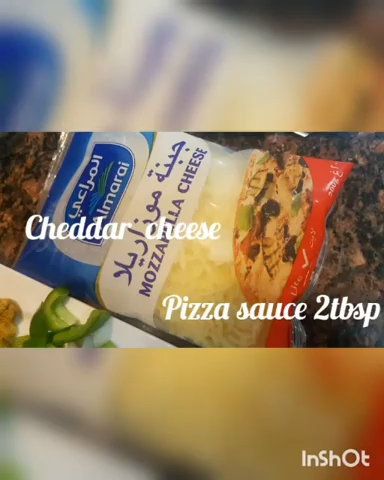 المراعي
Almarai
جبنة موزاريلا
MOZZARELLA CHEESE
Cheddar cheese
Pizza sauce 2tbsp
InShOt